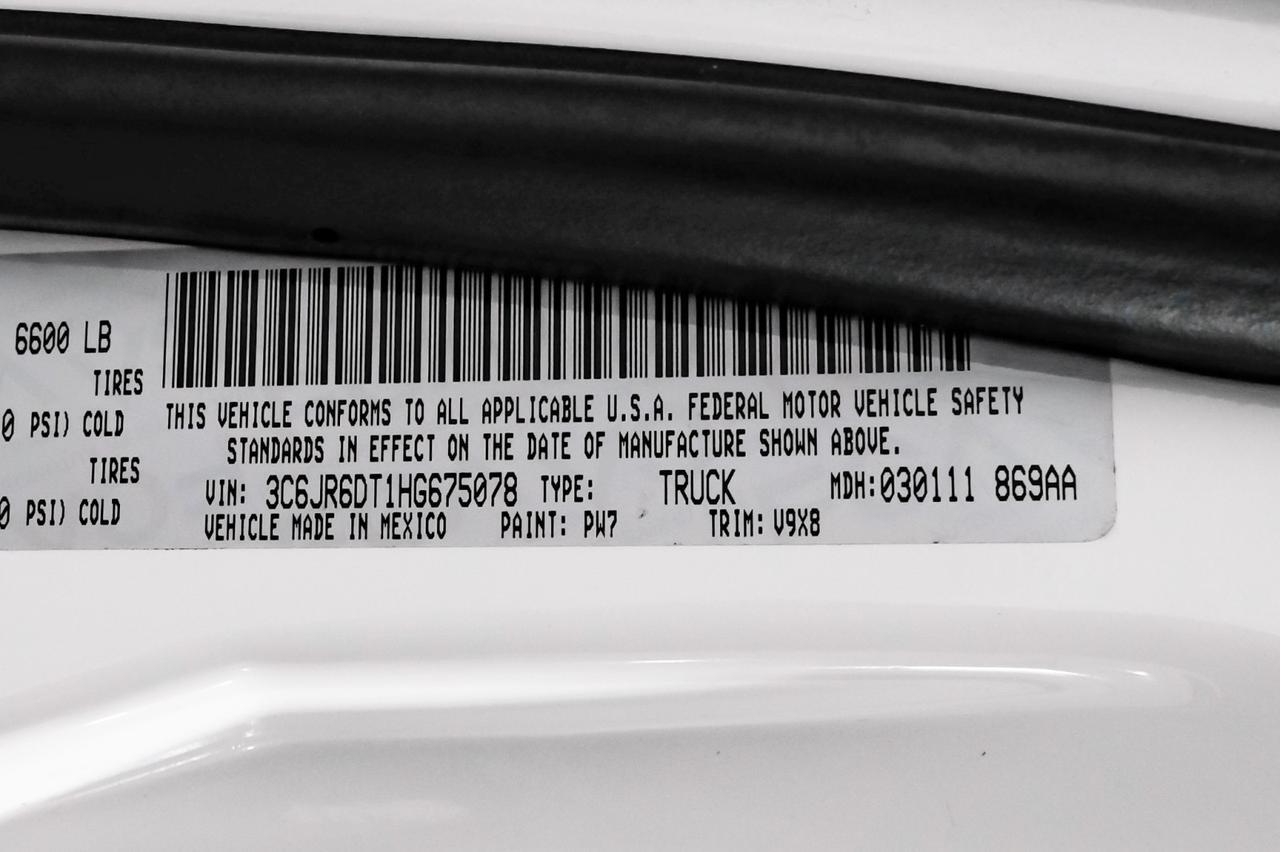 6600 LB
TIRES
0 PSI) COLD
TIRES
0 PSI) COLD
THIS VEHICLE CONFORMS TO ALL APPLICABLE U.S.A. FEDERAL MOTOR VEHICLE SAFETY
STANDARDS IN EFFECT ON THE DATE OF MANUFACTURE SHOWN ABOVE.
VIN: 3C6JR6DT1HG675078 TYPE: TRUCK MDH:030111 869AA
VEHICLE MADE IN MEXICO PAINT: PW7 TRIM: V9X8